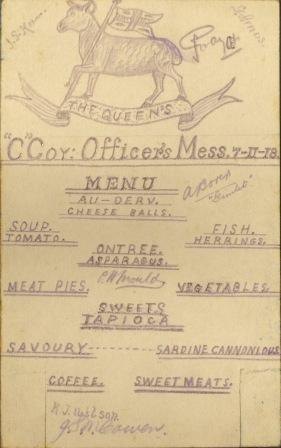 THE QUEEN'S
"C" Coy: Officer's Mess. 7-11-18.
MENU
AU-DERV.
CHEESE BALLS.
SOUP.
TOMATO.
FISH.
HERRINGS.
ONTREE.
ASPARAGUS.
MEAT PIES.
VEGETABLES.
SWEETS
TAPIOCA
SAVOURY---------- SARDINE CANNONIOUS
COFFEE. SWEET MEATS.